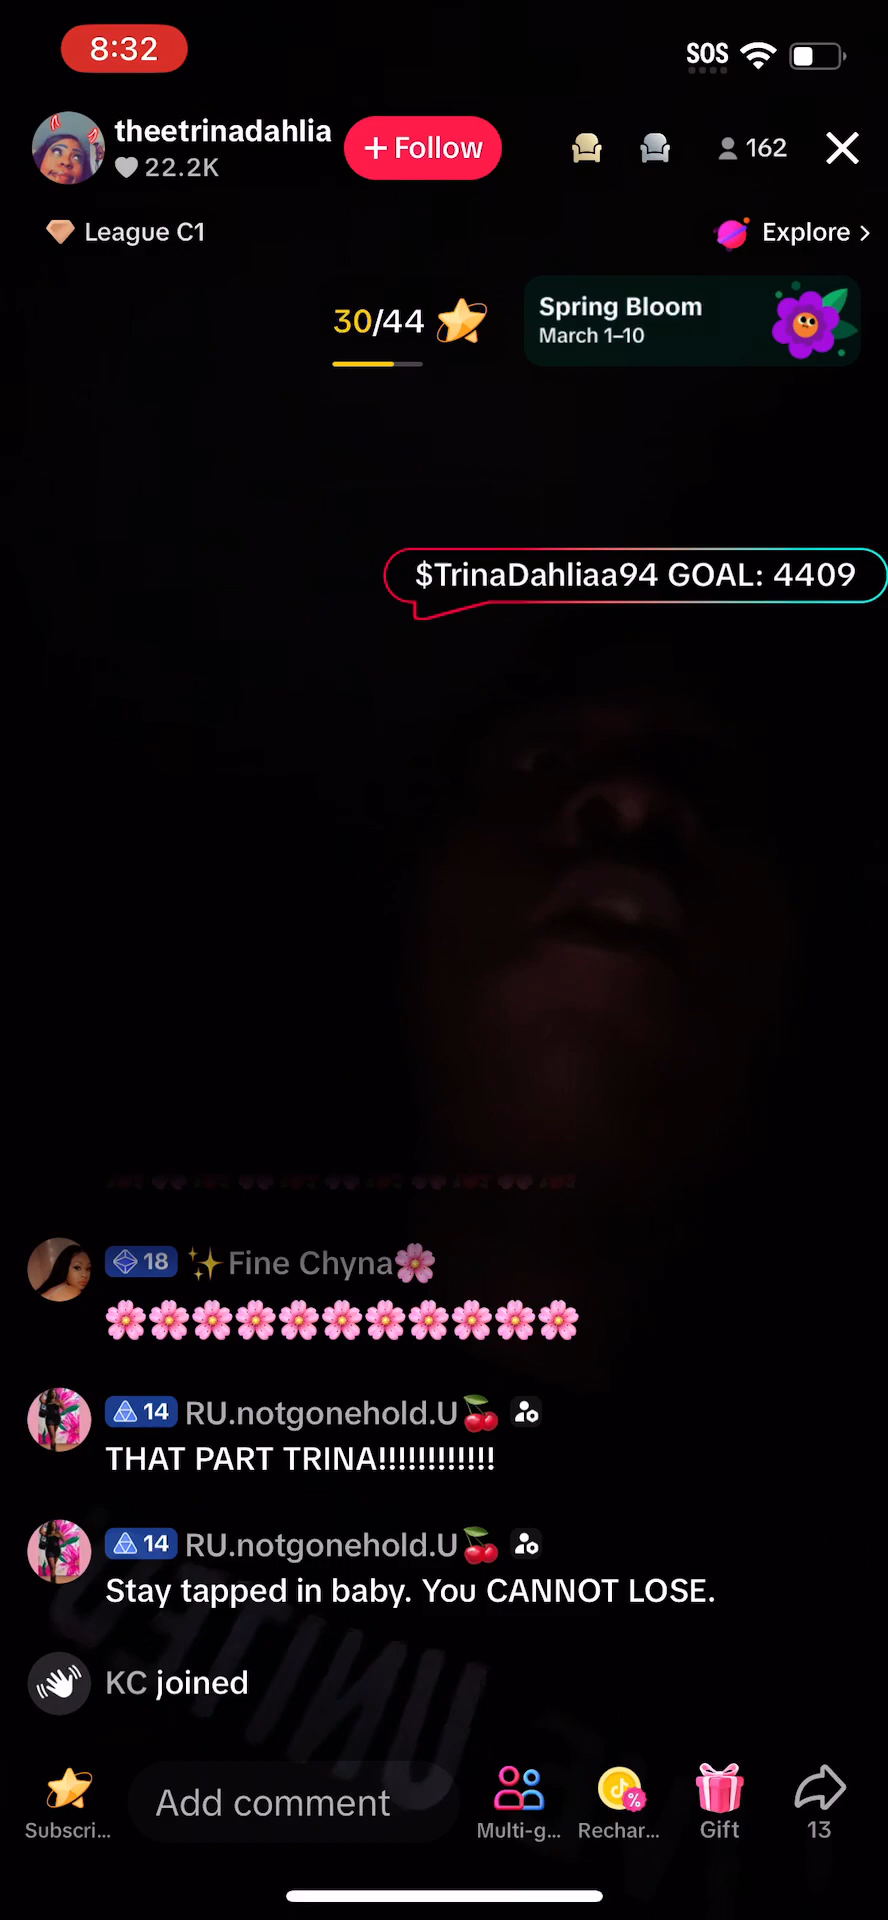 8:32
SOS
theetrinadahlia
22.2K
+ Follow
162
League C1
Explore >
30/44
Spring Bloom
March 1–10
$TrinaDahliaa94 GOAL: 4409
18 ✨Fine Chyna🌸
🌸🌸🌸🌸🌸🌸🌸🌸🌸🌸🌸
14 RU.notgonehold.U🍒
THAT PART TRINA!!!!!!!!!!!!!
14 RU.notgonehold.U🍒
Stay tapped in baby. You CANNOT LOSE.
KC joined
UNITED
Add comment
Subscri...
Multi-g...
Rechar...
Gift
13